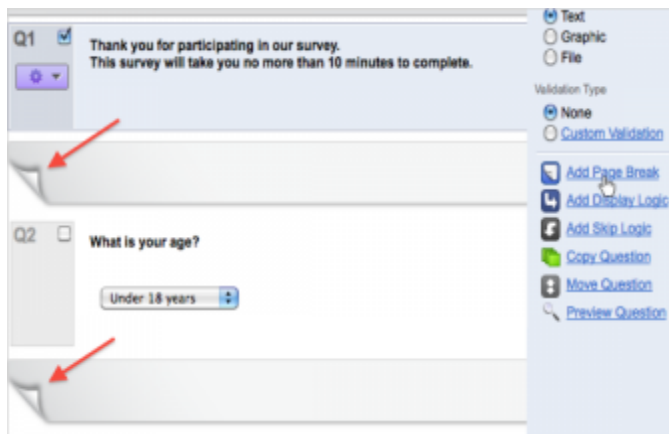 Q1
Thank you for participating in our survey.
This survey will take you no more than 10 minutes to complete.
Q2
What is your age?
Under 18 years
Text
Graphic
File
Validation Type
None
Custom Validation
Add Page Break
Add Display Logic
Add Skip Logic
Copy Question
Move Question
Preview Question